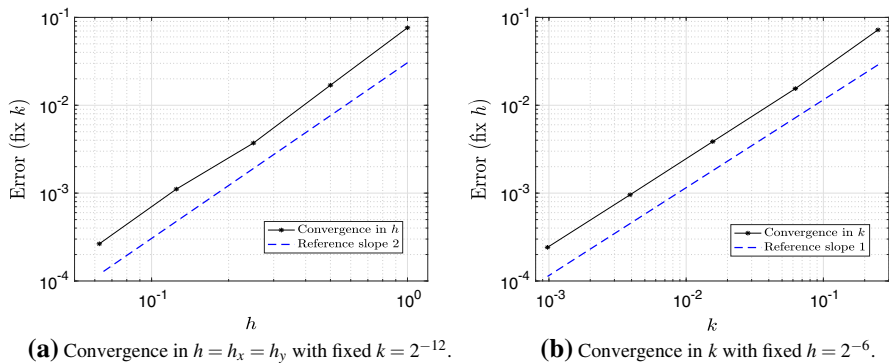 10^{-1}
10^{-2}
10^{-3}
10^{-4}
Error (fix k)
10^{-1}
10^{0}
h
Convergence in h
Reference slope 2
(a) Convergence in h = h_x = h_y with fixed k = 2^{-12}.
10^{-1}
10^{-2}
10^{-3}
10^{-4}
Error (fix h)
10^{-3}
10^{-2}
10^{-1}
k
Convergence in k
Reference slope 1
(b) Convergence in k with fixed h = 2^{-6}.